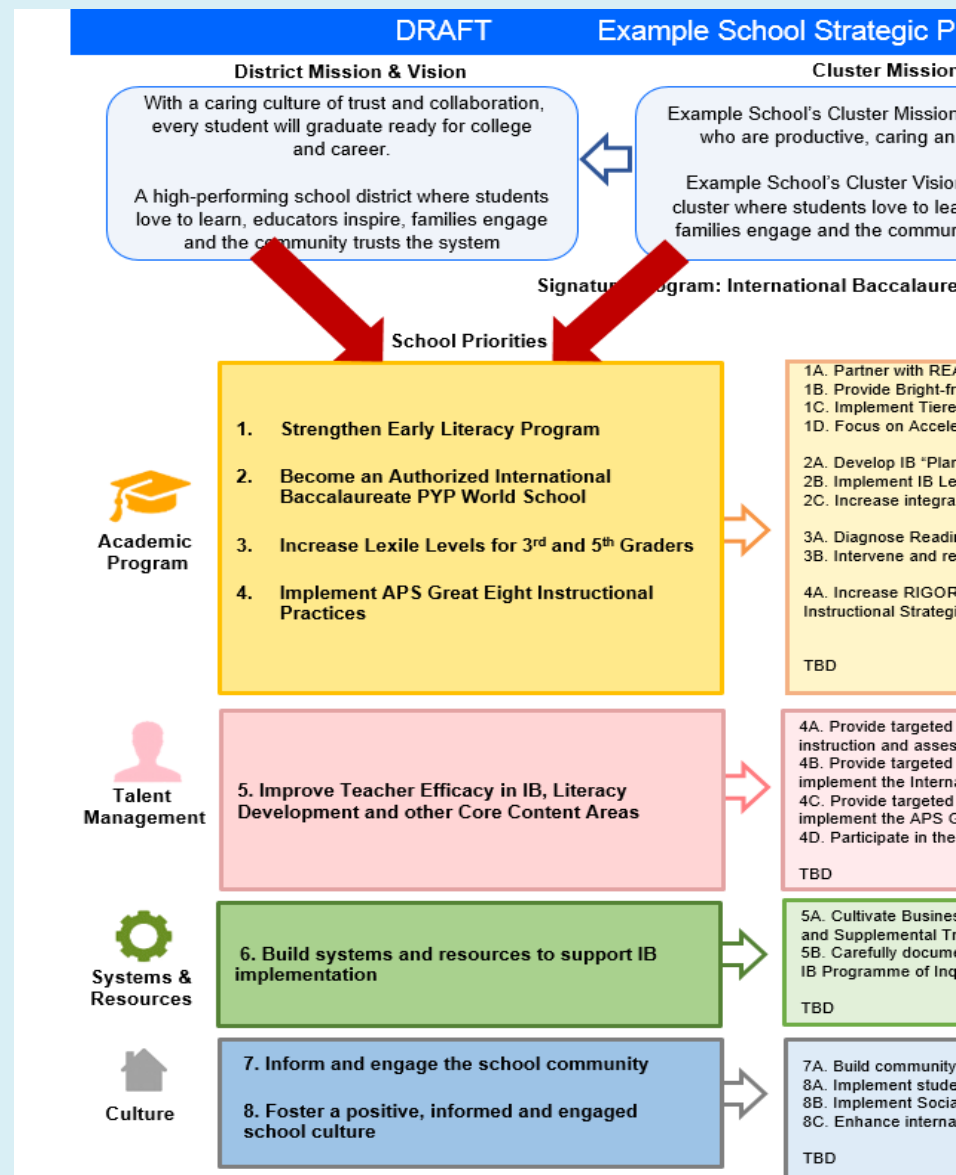 DRAFT Example School Strategic P
District Mission & Vision
With a caring culture of trust and collaboration,
every student will graduate ready for college
and career.
A high-performing school district where students
love to learn, educators inspire, families engage
and the community trusts the system
Cluster Mission
Example School's Cluster Mission
who are productive, caring an
Example School's Cluster Visio
cluster where students love to lea
families engage and the commun
Signatu ogram: International Baccalaure
School Priorities
Academic
Program
1. Strengthen Early Literacy Program
2. Become an Authorized International
Baccalaureate PYP World School
3. Increase Lexile Levels for 3rd and 5th Graders
4. Implement APS Great Eight Instructional
Practices
1A. Partner with REA
1B. Provide Bright-fr
1C. Implement Tiere
1D. Focus on Accele
2A. Develop IB “Plan
2B. Implement IB Le
2C. Increase integra
3A. Diagnose Readin
3B. Intervene and re
4A. Increase RIGOR
Instructional Strategi
TBD
Talent
Management
5. Improve Teacher Efficacy in IB, Literacy
Development and other Core Content Areas
4A. Provide targeted
instruction and asses
4B. Provide targeted
implement the Interna
4C. Provide targeted
implement the APS G
4D. Participate in the
TBD
Systems &
Resources
6. Build systems and resources to support IB
implementation
5A. Cultivate Busines
and Supplemental Tr
5B. Carefully docume
IB Programme of Inq
TBD
Culture
7. Inform and engage the school community
8. Foster a positive, informed and engaged
school culture
7A. Build community
8A. Implement stude
8B. Implement Socia
8C. Enhance interna
TBD